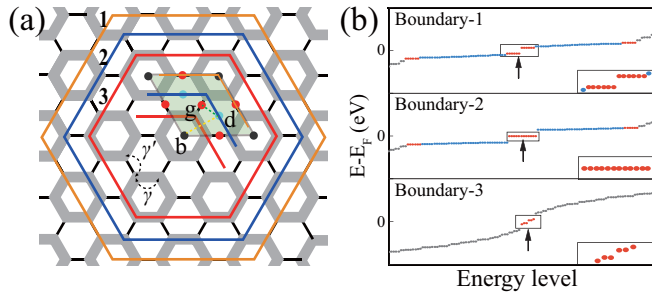 (a)
1
2
3
g
d
b
γ'
γ
(b)
Boundary-1
0
Boundary-2
0
Boundary-3
0
E-E_F (eV)
Energy level